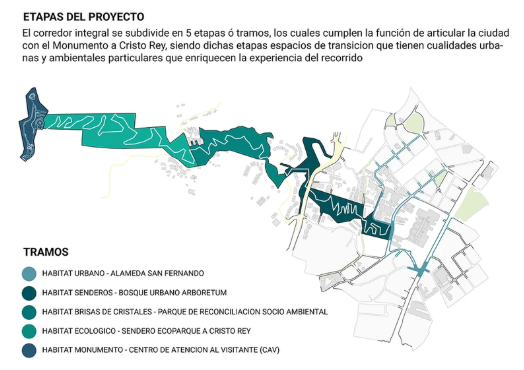 ETAPAS DEL PROYECTO
El corredor integral se subdivide en 5 etapas ó tramos, los cuales cumplen la función de articular la ciudad
con el Monumento a Cristo Rey, siendo dichas etapas espacios de transicion que tienen cualidades urba-
nas y ambientales particulares que enriquecen la experiencia del recorrido
TRAMOS
HABITAT URBANO - ALAMEDA SAN FERNANDO
HABITAT SENDEROS - BOSQUE URBANO ARBORETUM
HABITAT BRISAS DE CRISTALES - PARQUE DE RECONCILIACION SOCIO AMBIENTAL
HABITAT ECOLOGICO - SENDERO ECOPARQUE A CRISTO REY
HABITAT MONUMENTO - CENTRO DE ATENCION AL VISITANTE (CAV)